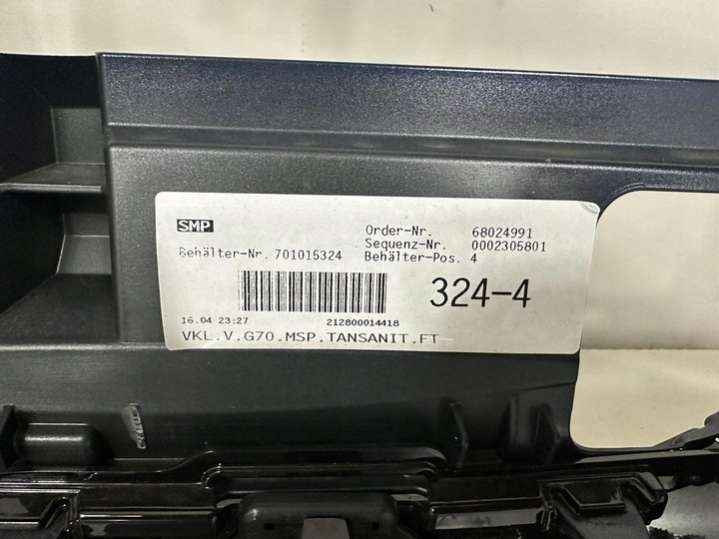 SMP
Order-Nr. 68024991
Sequenz-Nr. 0002305801
Behälter-Nr. 701015324 Behälter-Pos. 4
324-4
16.04 23:27 212800014418
VKL.V.G70.MSP.TANSANIT.FT